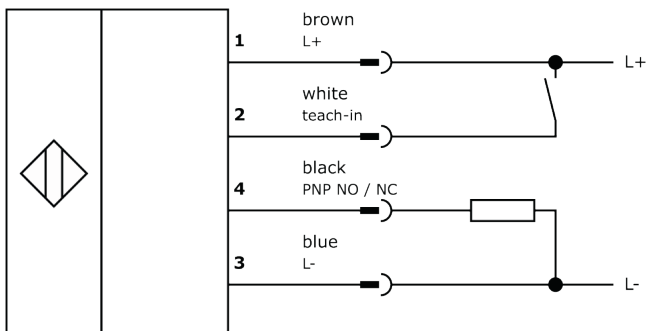 brown
1
L+
L+
white
2
teach-in
black
4
PNP NO / NC
blue
3
L-
L-